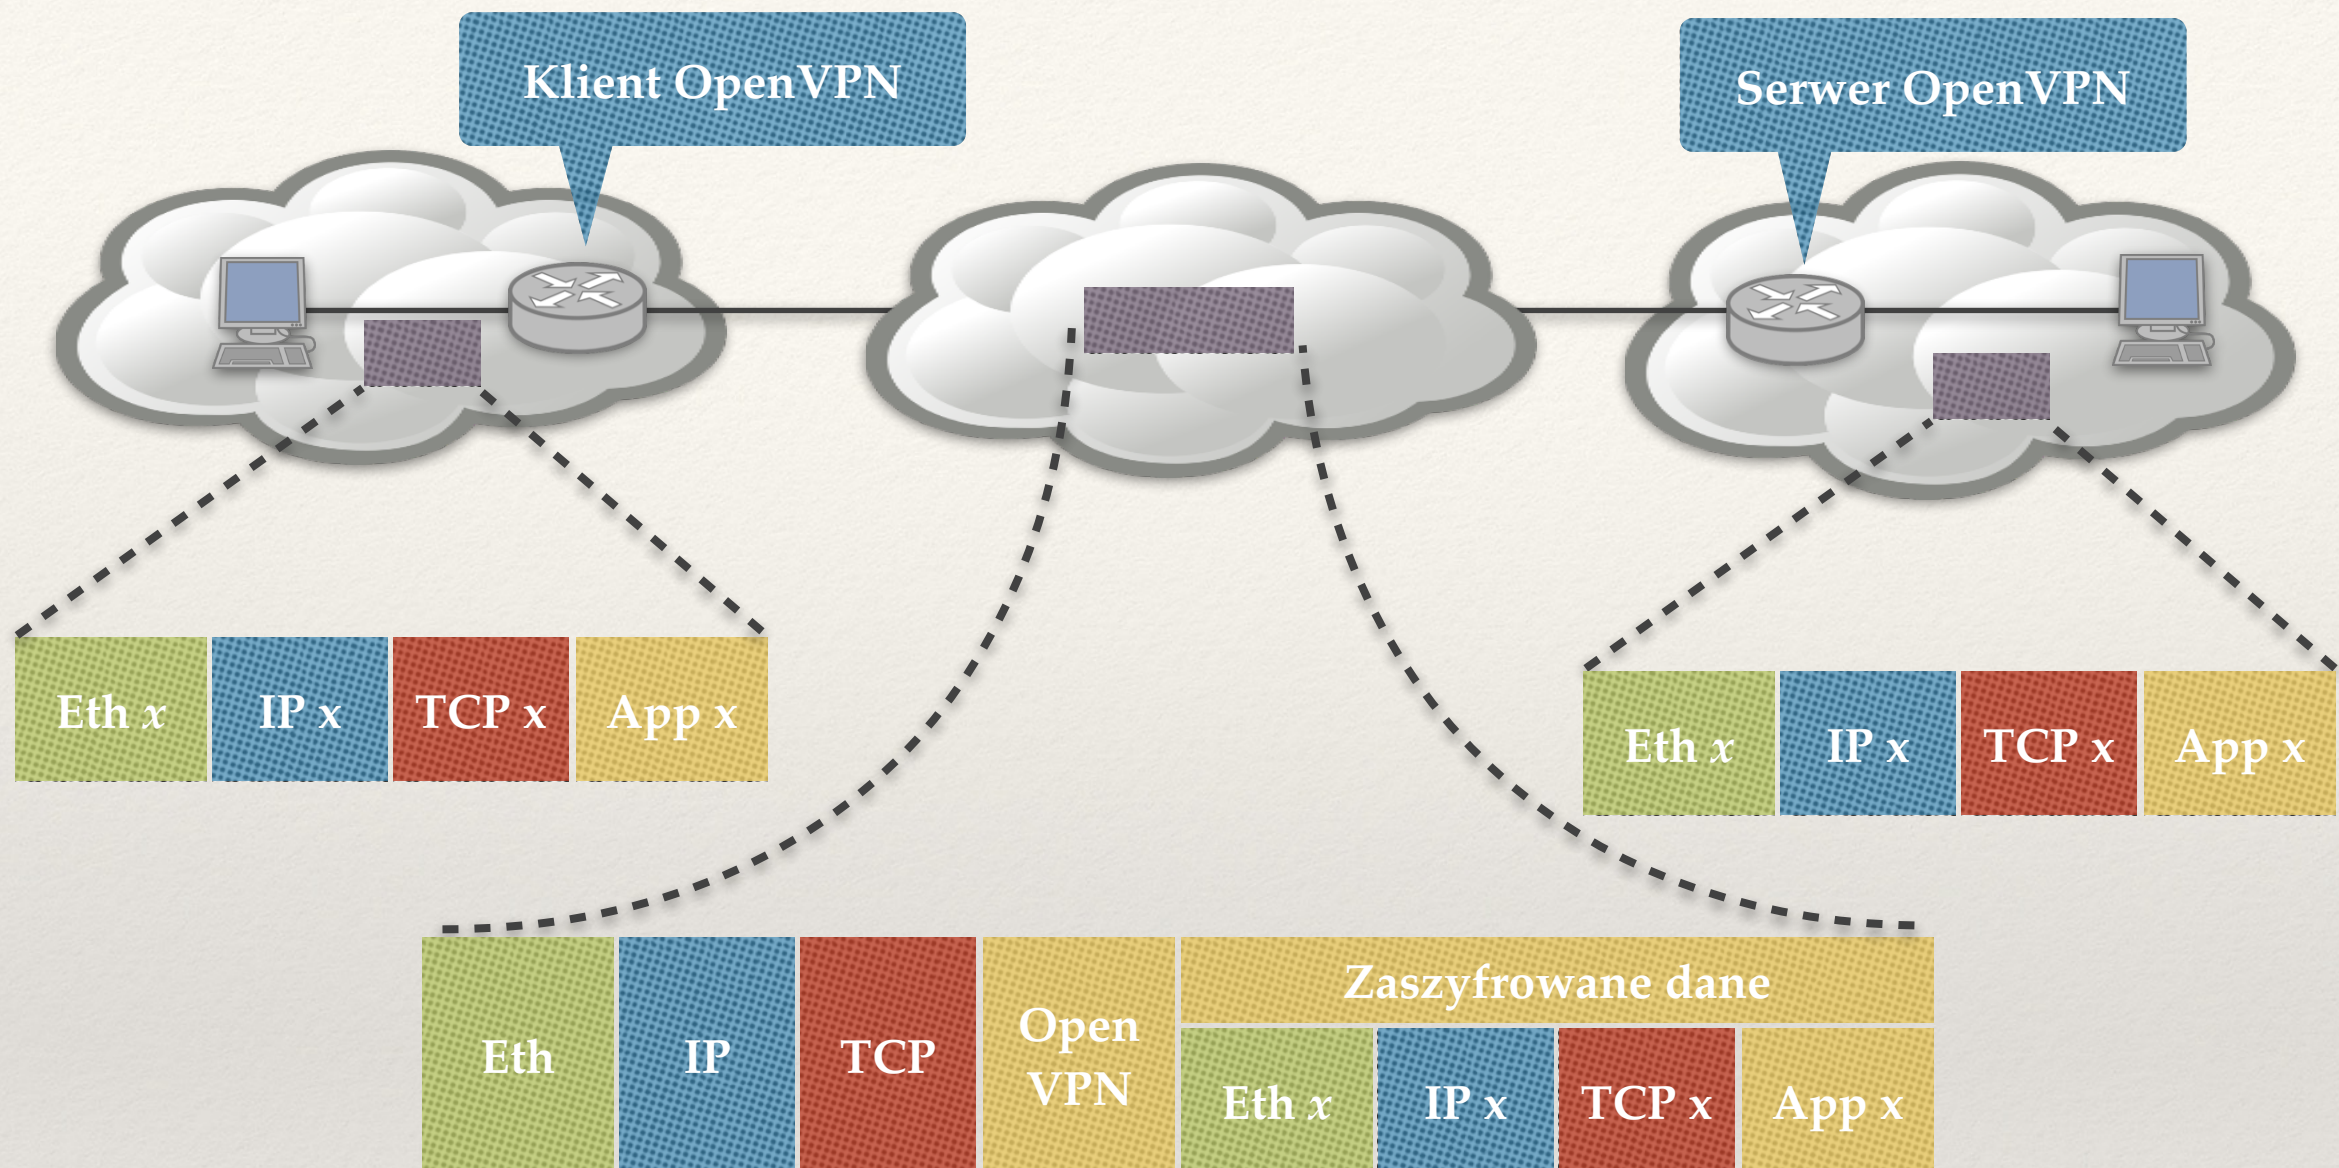 Klient OpenVPN
Serwer OpenVPN
Eth x
IP x
TCP x
App x
Eth x
IP x
TCP x
App x
Eth
IP
TCP
Open
VPN
Zaszyfrowane dane
Eth x
IP x
TCP x
App x